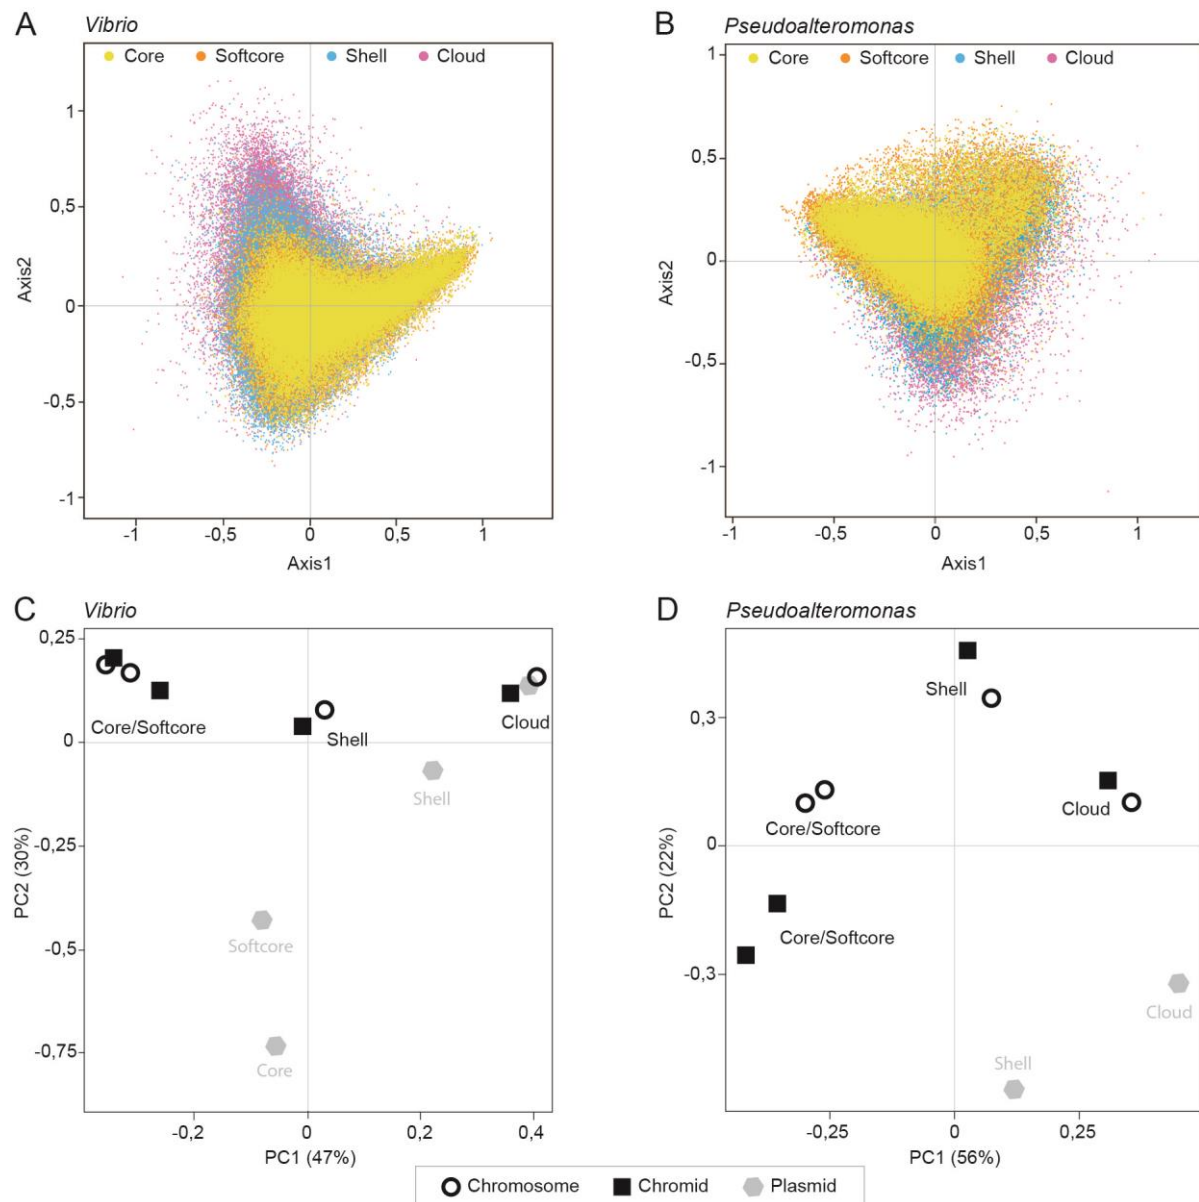 A
Vibrio
Core Softcore Shell Cloud
1
0,5
0
-0,5
-1
Axis2
-1 -0,5 0 0,5 1
Axis1
B
Pseudoalteromonas
Core Softcore Shell Cloud
1
0,5
0
-0,5
-1
Axis2
-1 -0,5 0 0,5 1
Axis1
C
Vibrio
0,25
0
-0,25
-0,5
-0,75
PC2 (30%)
Core/Softcore
Shell
Cloud
Shell
Softcore
Core
-0,2 0 0,2 0,4
PC1 (47%)
D
Pseudoalteromonas
0,3
0
-0,3
PC2 (22%)
Shell
Cloud
Core/Softcore
Core/Softcore
Cloud
Shell
-0,25 0 0,25
PC1 (56%)
Chromosome Chromid Plasmid